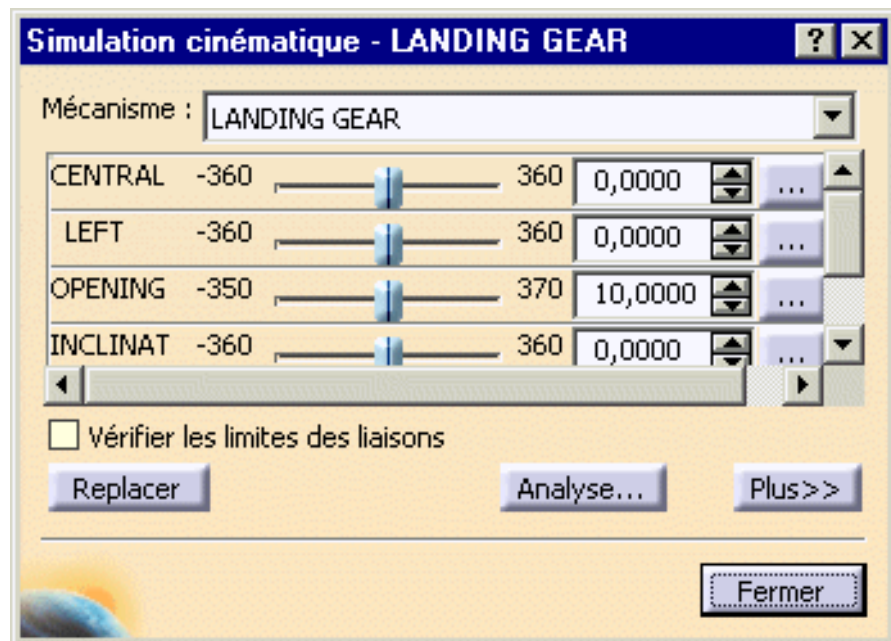 Simulation cinématique - LANDING GEAR ? ×
Mécanisme : LANDING GEAR
CENTRAL -360 360 0,0000 ...
LEFT -360 360 0,0000 ...
OPENING -350 370 10,0000 ...
INCLINAT -360 360 0,0000 ...
Vérifier les limites des liaisons
Replacer Analyse... Plus>>
Fermer